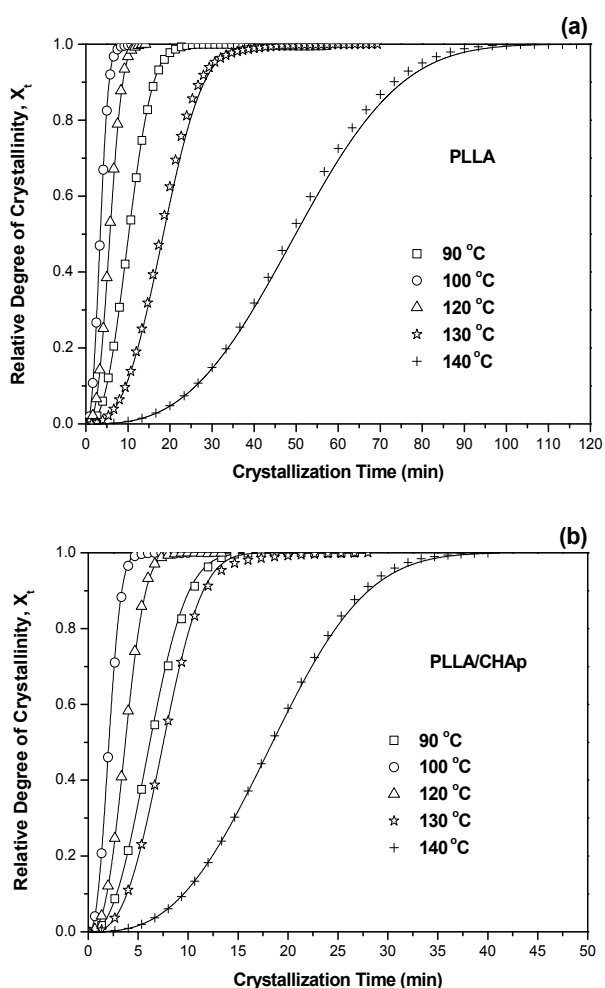 (a)
1.0
0.8
0.6
0.4
0.2
0.0
Relative Degree of Crystallinity, Xt
PLLA
90 °C
100 °C
120 °C
130 °C
140 °C
0 10 20 30 40 50 60 70 80 90 100 110 120
Crystallization Time (min)
(b)
1.0
0.8
0.6
0.4
0.2
0.0
Relative Degree of Crystallinity, Xt
PLLA/CHAp
90 °C
100 °C
120 °C
130 °C
140 °C
0 5 10 15 20 25 30 35 40 45 50
Crystallization Time (min)